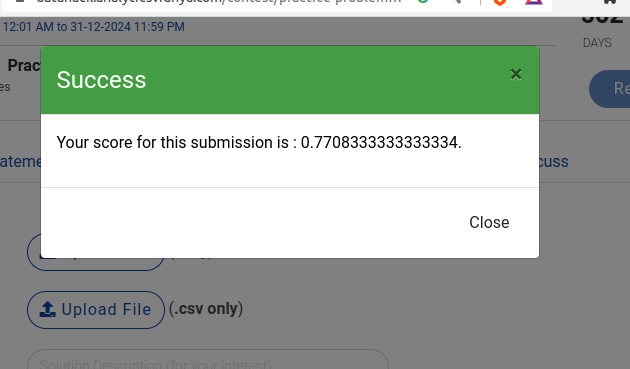 12:01 AM to 31-12-2024 11:59 PM
DAYS
Prac
es
Re
Success
×
Your score for this submission is : 0.7708333333333334.
ateme
cuss
Close
Upload File (.csv only)
Solution Description (for your interest)